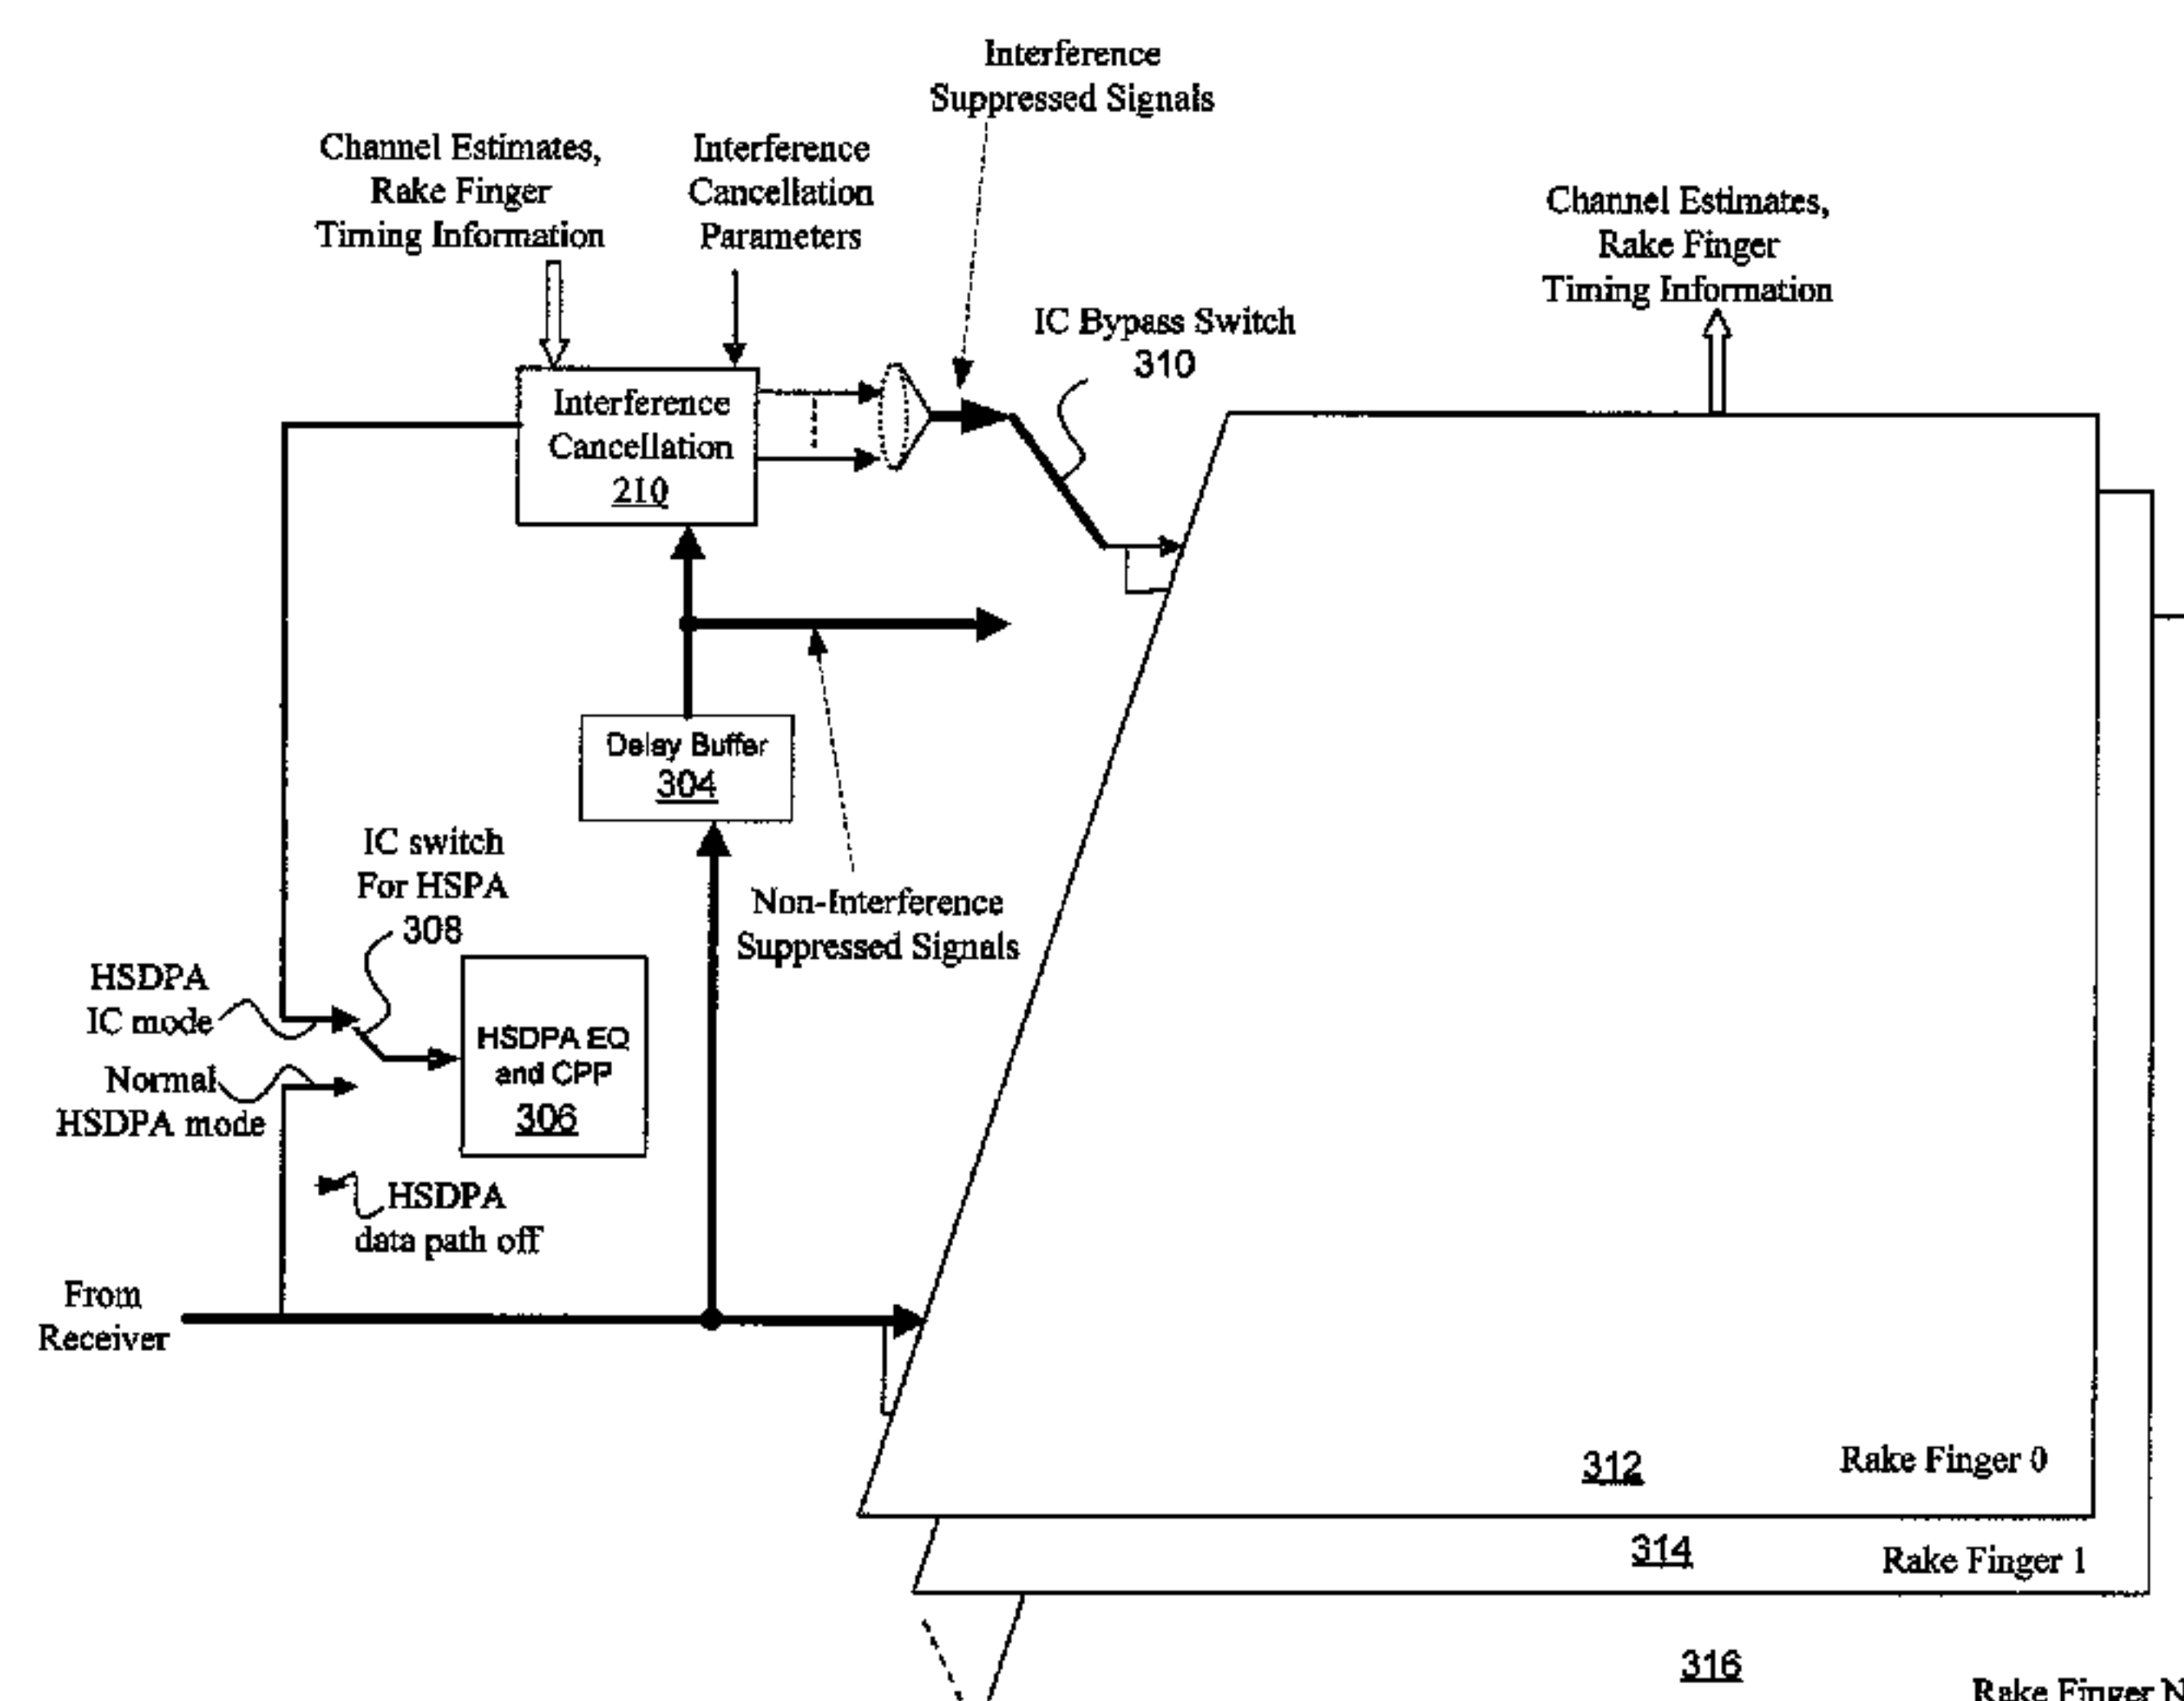 Interference
Suppressed Signals
Channel Estimates,
Rake Finger
Timing Information
Interference
Cancellation
Parameters
Channel Estimates,
Rake Finger
Timing Information
IC Bypass Switch
310
Interference
Cancellation
210
Delay Buffer
304
IC switch
For HSPA
308
Non-Interference
Suppressed Signals
HSDPA
IC mode
HSDPA EQ
and CPP
306
Normal
HSDPA mode
HSDPA
data path off
From
Receiver
312
Rake Finger 0
314
Rake Finger 1
316
Rake Finger N